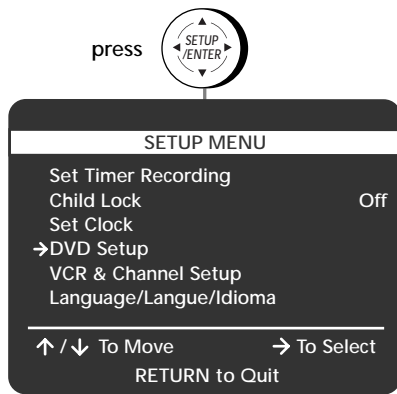 press
SETUP
/ENTER
SETUP MENU
Set Timer Recording
Child Lock Off
Set Clock
→DVD Setup
VCR & Channel Setup
Language/Langue/Idioma
↑ / ↓ To Move → To Select
RETURN to Quit